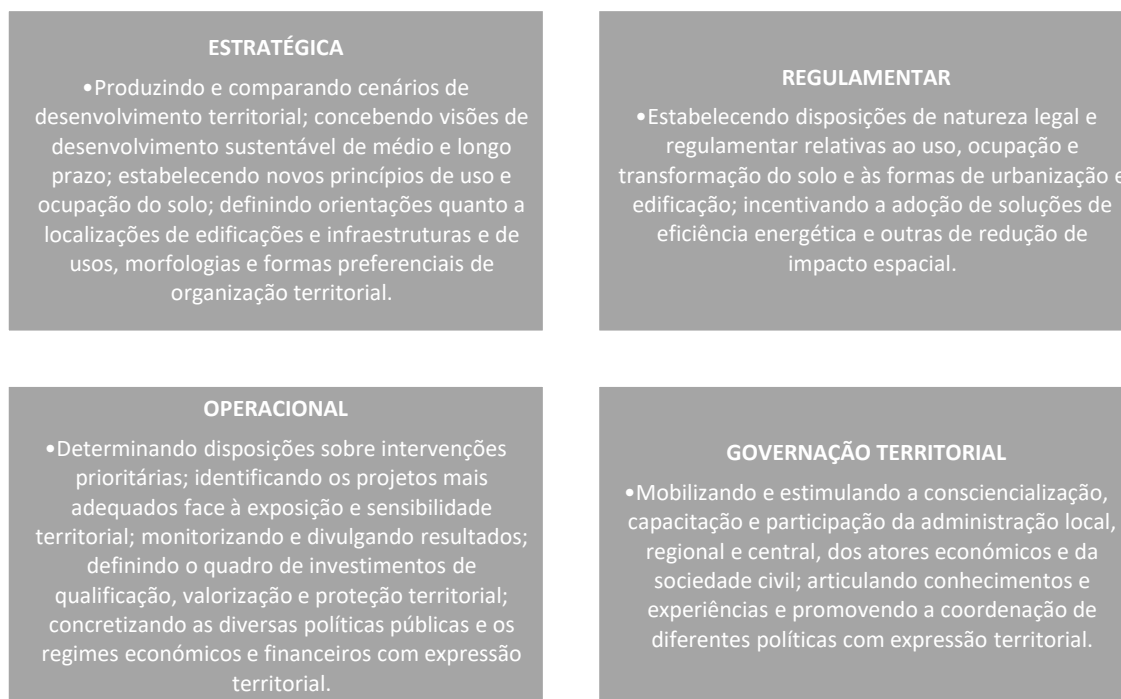 ESTRATÉGICA
•Produzindo e comparando cenários de
desenvolvimento territorial; concebendo visões de
desenvolvimento sustentável de médio e longo
prazo; estabelecendo novos princípios de uso e
ocupação do solo; definindo orientações quanto a
localizações de edificações e infraestruturas e de
usos, morfologias e formas preferenciais de
organização territorial.
REGULAMENTAR
•Estabelecendo disposições de natureza legal e
regulamentar relativas ao uso, ocupação e
transformação do solo e às formas de urbanização e
edificação; incentivando a adoção de soluções de
eficiência energética e outras de redução de
impacto espacial.
OPERACIONAL
•Determinando disposições sobre intervenções
prioritárias; identificando os projetos mais
adequados face à exposição e sensibilidade
territorial; monitorizando e divulgando resultados;
definindo o quadro de investimentos de
qualificação, valorização e proteção territorial;
concretizando as diversas políticas públicas e os
regimes económicos e financeiros com expressão
territorial.
GOVERNAÇÃO TERRITORIAL
•Mobilizando e estimulando a consciencialização,
capacitação e participação da administração local,
regional e central, dos atores económicos e da
sociedade civil; articulando conhecimentos e
experiências e promovendo a coordenação de
diferentes políticas com expressão territorial.